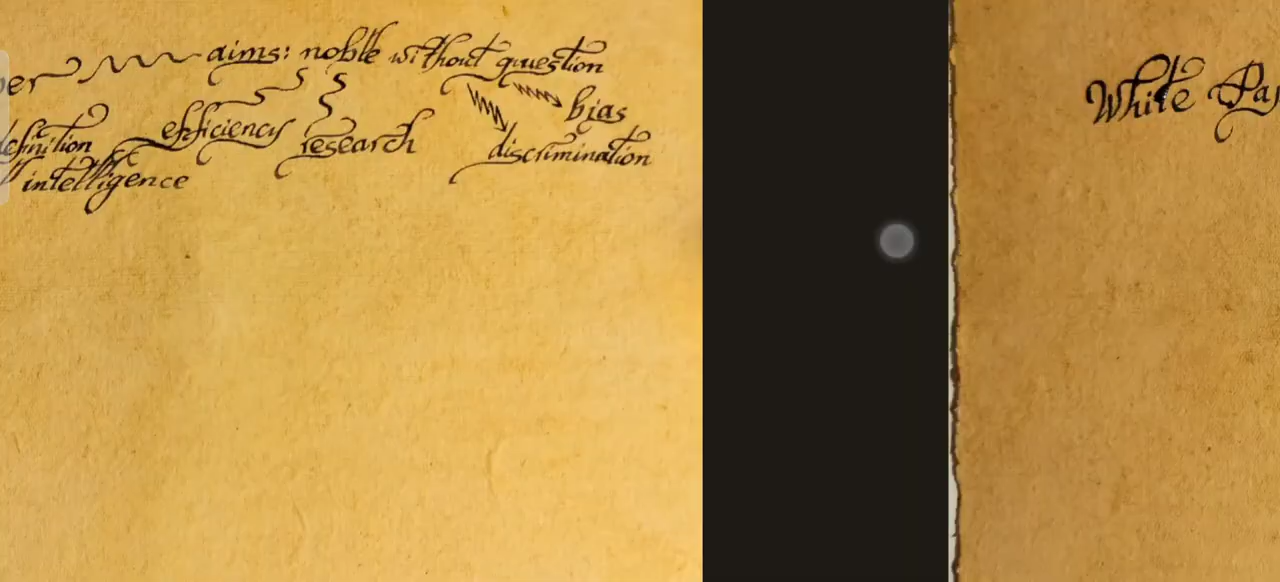 aims: noble without question
bias
efficiency
research
discrimination
intelligence
White